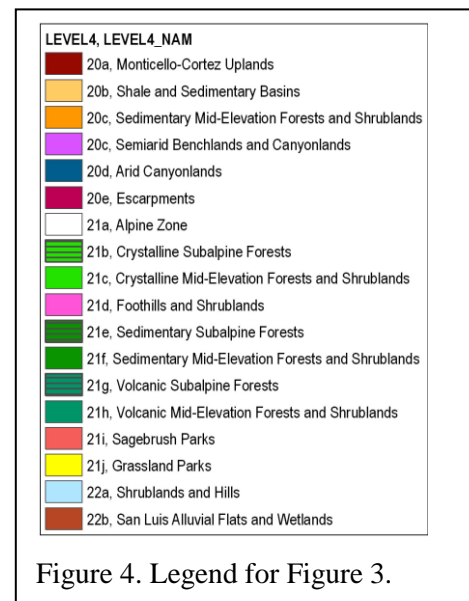 LEVEL4, LEVEL4_NAM
20a, Monticello-Cortez Uplands
20b, Shale and Sedimentary Basins
20c, Sedimentary Mid-Elevation Forests and Shrublands
20c, Semiarid Benchlands and Canyonlands
20d, Arid Canyonlands
20e, Escarpments
21a, Alpine Zone
21b, Crystalline Subalpine Forests
21c, Crystalline Mid-Elevation Forests and Shrublands
21d, Foothills and Shrublands
21e, Sedimentary Subalpine Forests
21f, Sedimentary Mid-Elevation Forests and Shrublands
21g, Volcanic Subalpine Forests
21h, Volcanic Mid-Elevation Forests and Shrublands
21i, Sagebrush Parks
21j, Grassland Parks
22a, Shrublands and Hills
22b, San Luis Alluvial Flats and Wetlands
Figure 4. Legend for Figure 3.